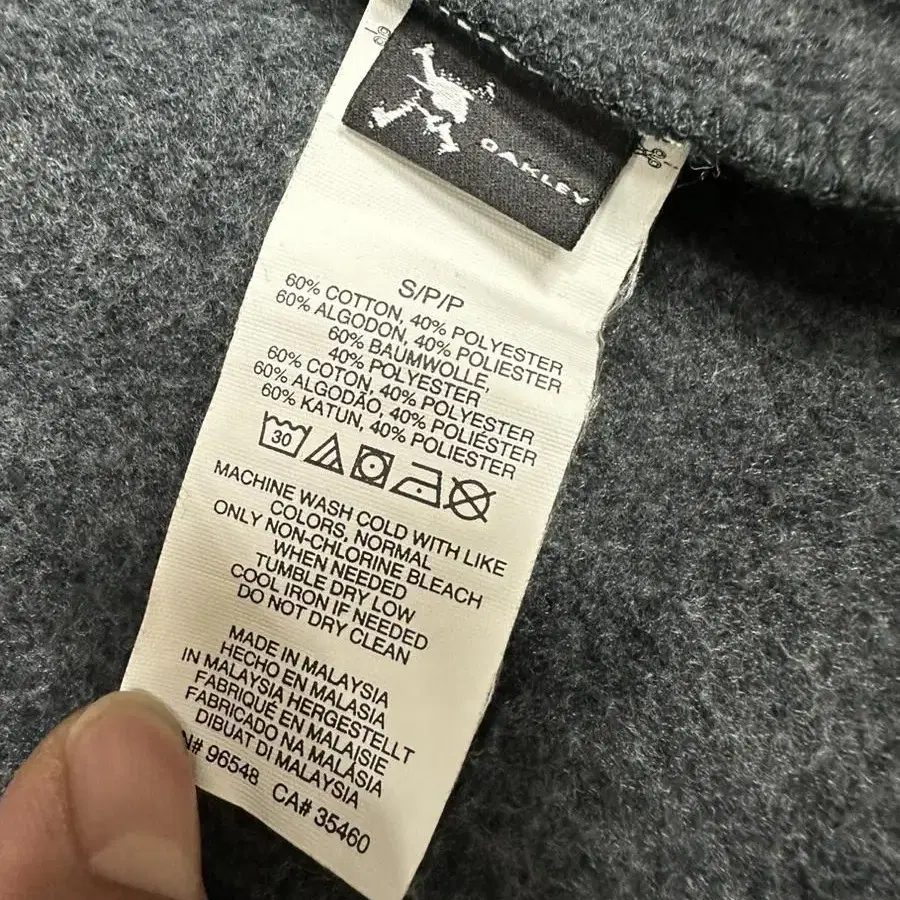 OAKLEY
S/P/P
60% COTTON, 40% POLYESTER
60% ALGODON, 40% POLIESTER
60% BAUMWOLLE,
40% POLYESTER
60% COTON, 40% POLYESTER
60% ALGODÃO, 40% POLIÉSTER
60% KATUN, 40% POLIESTER
30
MACHINE WASH COLD WITH LIKE
COLORS, NORMAL
ONLY NON-CHLORINE BLEACH
WHEN NEEDED
TUMBLE DRY LOW
COOL IRON IF NEEDED
DO NOT DRY CLEAN
MADE IN MALAYSIA
HECHO EN MALASIA
IN MALAYSIA HERGESTELLT
FABRIQUÉ EN MALAISIE
FABRICADO NA MALÁSIA
DIBUAT DI MALAYSIA
N# 96548 CA# 35460